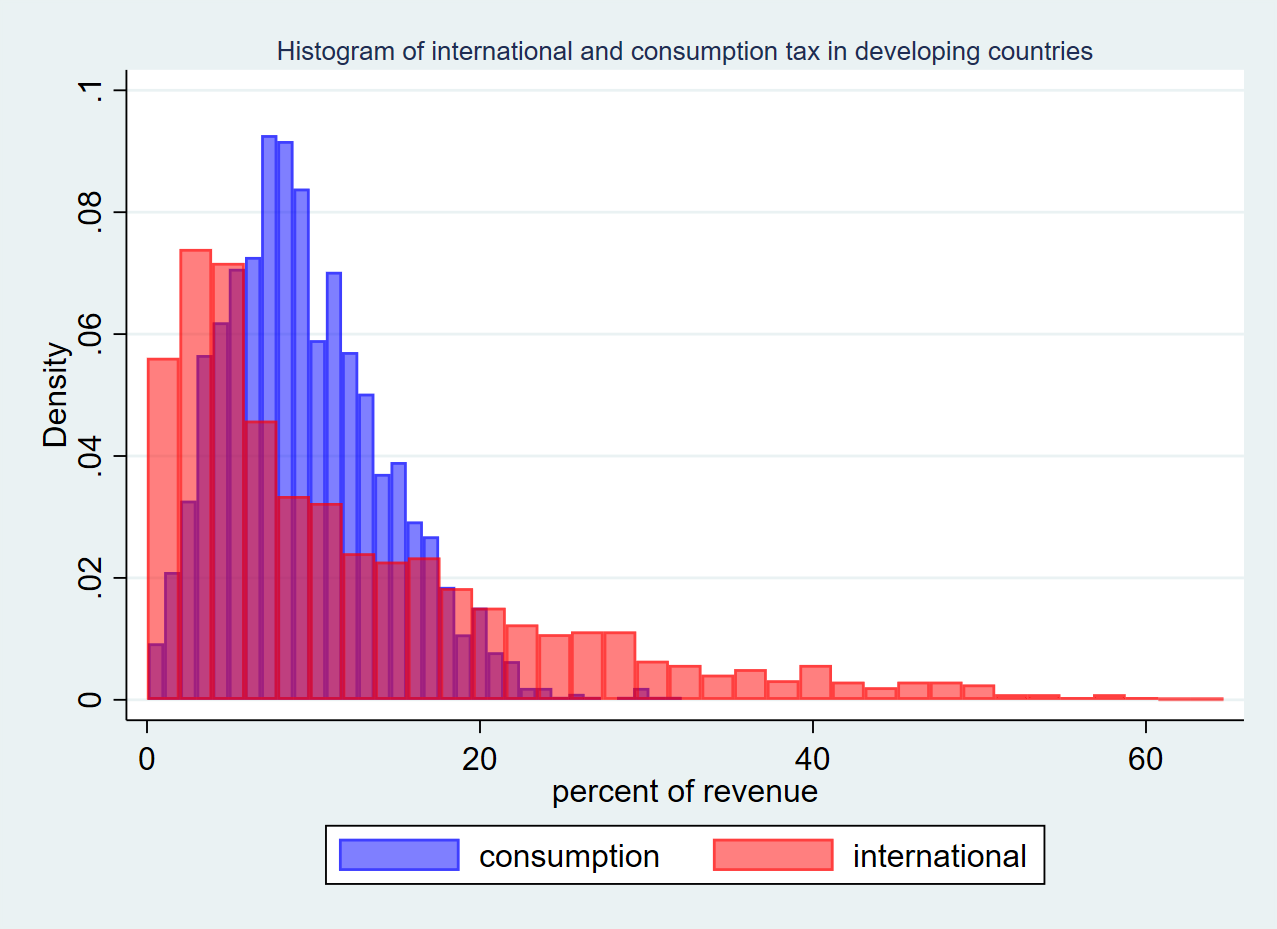 Histogram of international and consumption tax in developing countries
Density
.1
.08
.06
.04
.02
0
0 20 40 60
percent of revenue
consumption international